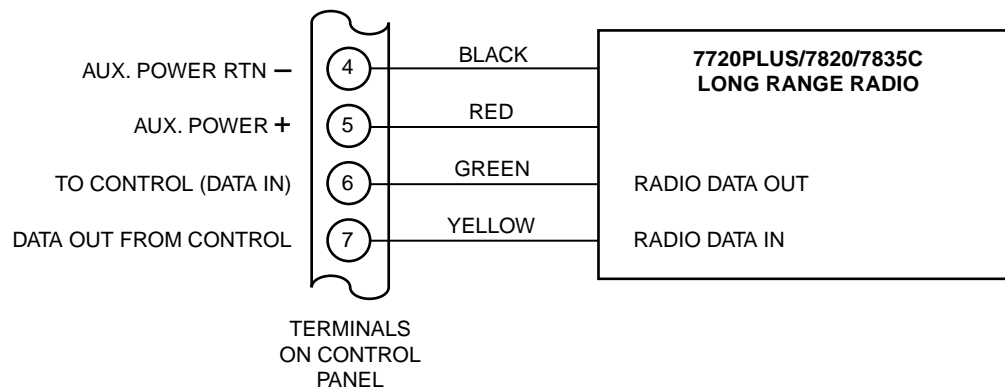 AUX. POWER RTN –
4
BLACK
7720PLUS/7820/7835C
LONG RANGE RADIO
AUX. POWER +
5
RED
TO CONTROL (DATA IN)
6
GREEN
RADIO DATA OUT
DATA OUT FROM CONTROL
7
YELLOW
RADIO DATA IN
TERMINALS
ON CONTROL
PANEL